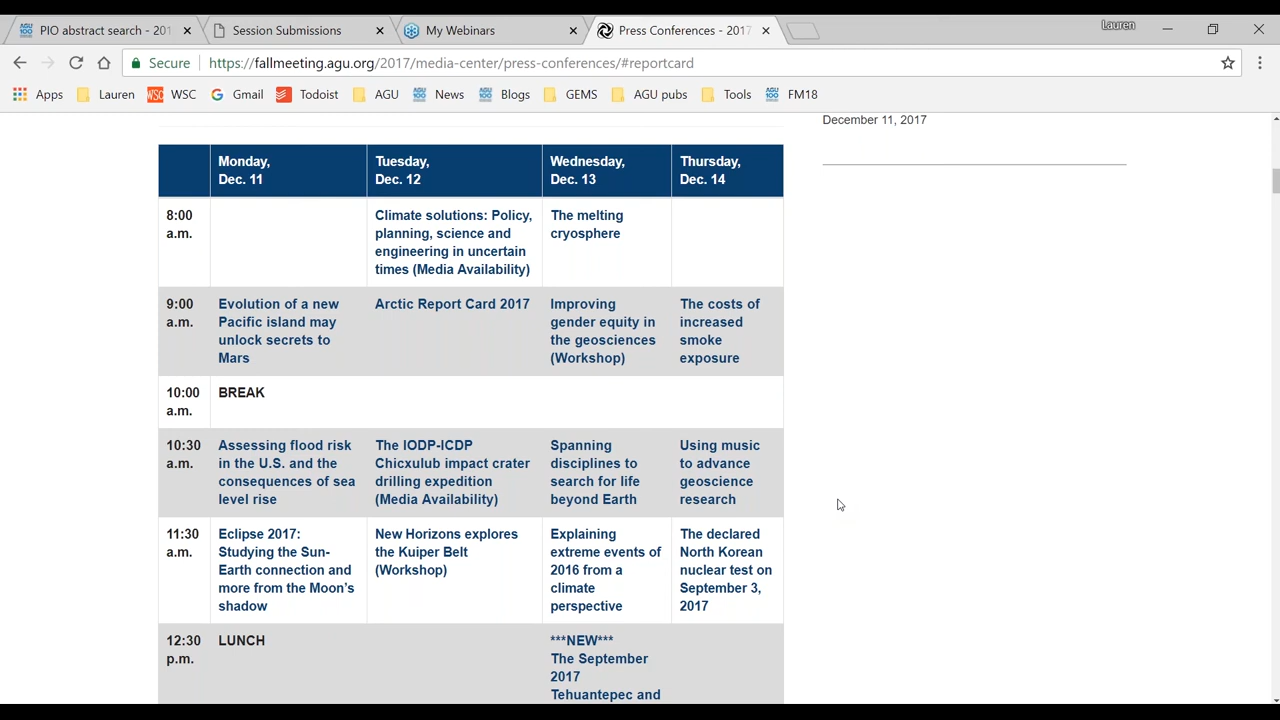 Lauren
PIO abstract search - 201
Session Submissions
My Webinars
Press Conferences - 2017
Secure
https://fallmeeting.agu.org/2017/media-center/press-conferences/#reportcard
Apps
Lauren
WSC
WSC
Gmail
Todoist
AGU
News
Blogs
GEMS
AGU pubs
Tools
FM18
December 11, 2017
Monday,
Dec. 11
Tuesday,
Dec. 12
Wednesday,
Dec. 13
Thursday,
Dec. 14
8:00
a.m.
Climate solutions: Policy,
planning, science and
engineering in uncertain
times (Media Availability)
The melting
cryosphere
9:00
a.m.
Evolution of a new
Pacific island may
unlock secrets to
Mars
Arctic Report Card 2017
Improving
gender equity in
the geosciences
(Workshop)
The costs of
increased
smoke
exposure
10:00
a.m.
BREAK
10:30
a.m.
Assessing flood risk
in the U.S. and the
consequences of sea
level rise
The IODP-ICDP
Chicxulub impact crater
drilling expedition
(Media Availability)
Spanning
disciplines to
search for life
beyond Earth
Using music
to advance
geoscience
research
11:30
a.m.
Eclipse 2017:
Studying the Sun-
Earth connection and
more from the Moon's
shadow
New Horizons explores
the Kuiper Belt
(Workshop)
Explaining
extreme events of
2016 from a
climate
perspective
The declared
North Korean
nuclear test on
September 3,
2017
12:30
p.m.
LUNCH
***NEW***
The September
2017
Tehuantepec and